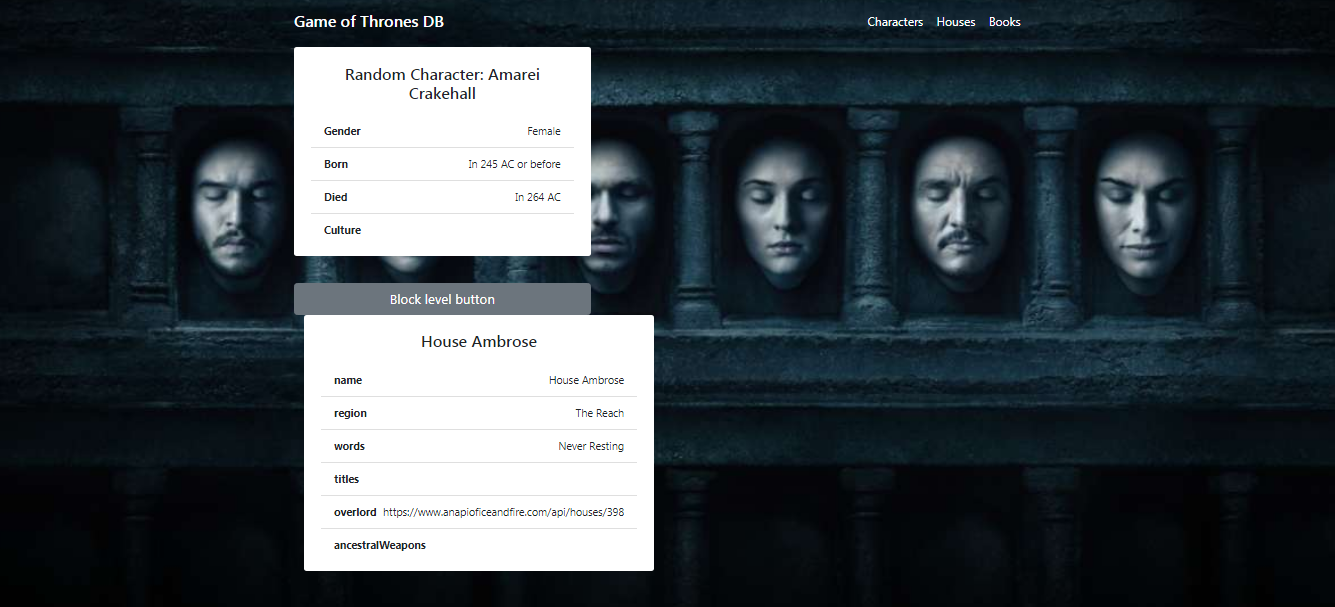 Game of Thrones DB Characters Houses Books
Random Character: Amarei
Crakehall
Gender Female
Born In 245 AC or before
Died In 264 AC
Culture
Block level button
House Ambrose
name House Ambrose
region The Reach
words Never Resting
titles
overlord https://www.anapioficeandfire.com/api/houses/398
ancestralWeapons